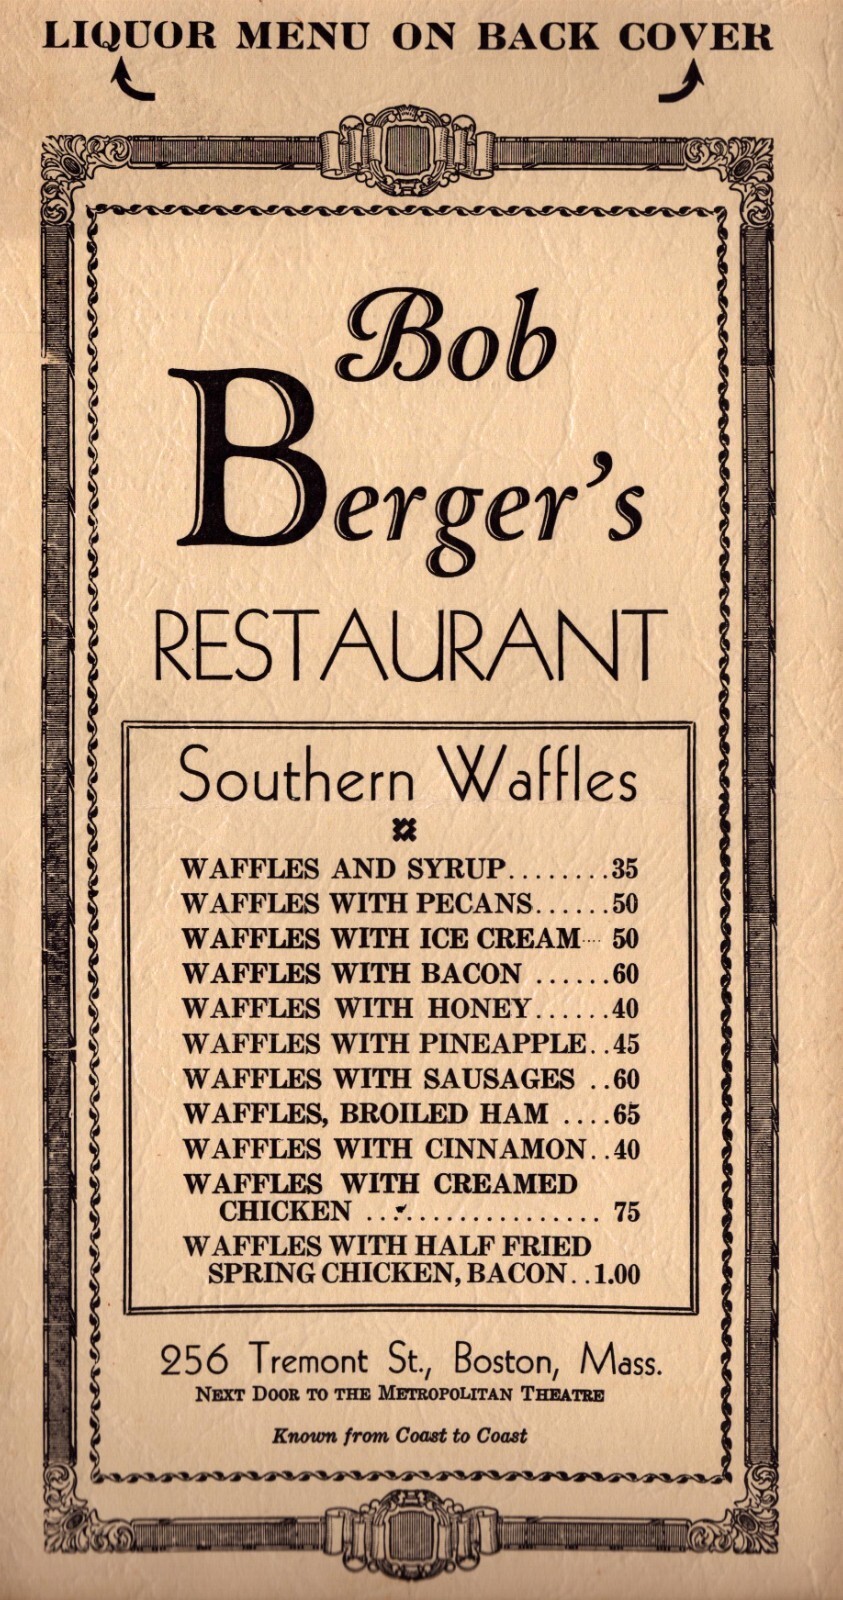 LIQUOR MENU ON BACK COVER
Bob
Berger's
RESTAURANT
Southern Waffles
WAFFLES AND SYRUP........35
WAFFLES WITH PECANS......50
WAFFLES WITH ICE CREAM.... 50
WAFFLES WITH BACON ......60
WAFFLES WITH HONEY......40
WAFFLES WITH PINEAPPLE..45
WAFFLES WITH SAUSAGES ..60
WAFFLES, BROILED HAM ....65
WAFFLES WITH CINNAMON..40
WAFFLES WITH CREAMED
CHICKEN .................. 75
WAFFLES WITH HALF FRIED
SPRING CHICKEN, BACON..1.00
256 Tremont St., Boston, Mass.
NEXT DOOR TO THE METROPOLITAN THEATRE
Known from Coast to Coast